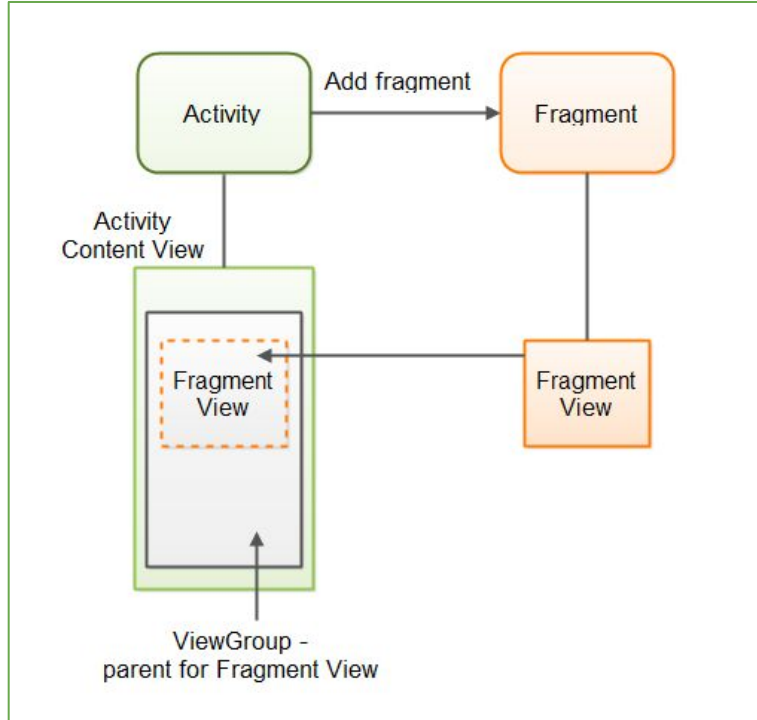 Add fragment
Activity
Fragment
Activity
Content View
Fragment
View
Fragment
View
ViewGroup -
parent for Fragment View